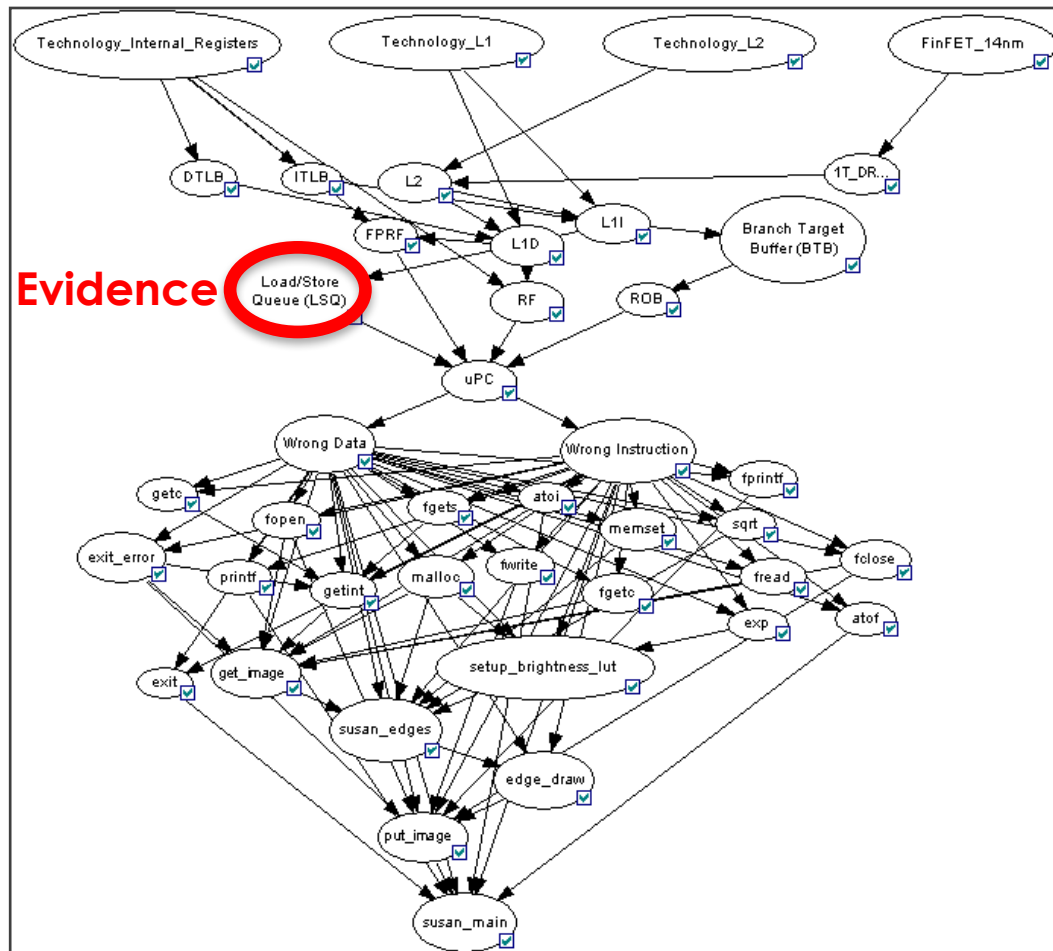 Technology_Internal_Registers
Technology_L1
Technology_L2
FinFET_14nm
DTLB
ITLB
L2
1T_DR...
FPRF
L1D
L1I
Branch Target
Buffer (BTB)
Evidence
Load/Store
Queue (LSQ)
RF
ROB
uPC
Wrong Data
Wrong Instruction
getc
fopen
fgets
atoi
memset
sqrt
fprintf
exit_error
printf
getint
malloc
fwrite
fgetc
fread
fclose
exp
atof
exit
get_image
setup_brightness_lut
susan_edges
edge_draw
put_image
susan_main